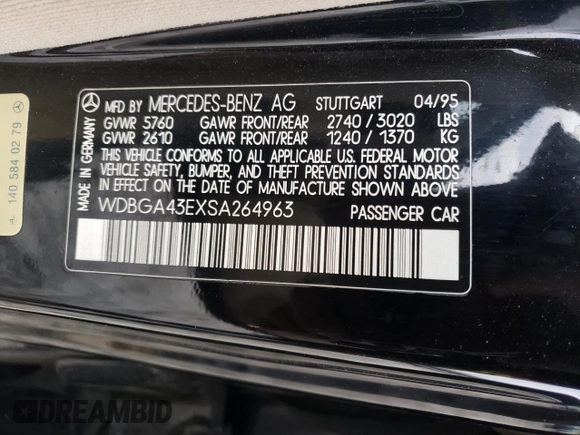 MFD BY MERCEDES-BENZ AG STUTTGART 04/95
GVWR 5760 GAWR FRONT/REAR 2740/3020 LBS
GVWR 2610 GAWR FRONT/REAR 1240/1370 KG
THIS VEHICLE CONFORMS TO ALL APPLICABLE U.S. FEDERAL MOTOR
VEHICLE SAFETY, BUMPER, AND THEFT PREVENTION STANDARDS
IN EFFECT ON THE DATE OF MANUFACTURE SHOWN ABOVE.
WDBGA43EXSA264963 PASSENGER CAR
MADE IN GERMANY
140 584 02 79
DREAMBID